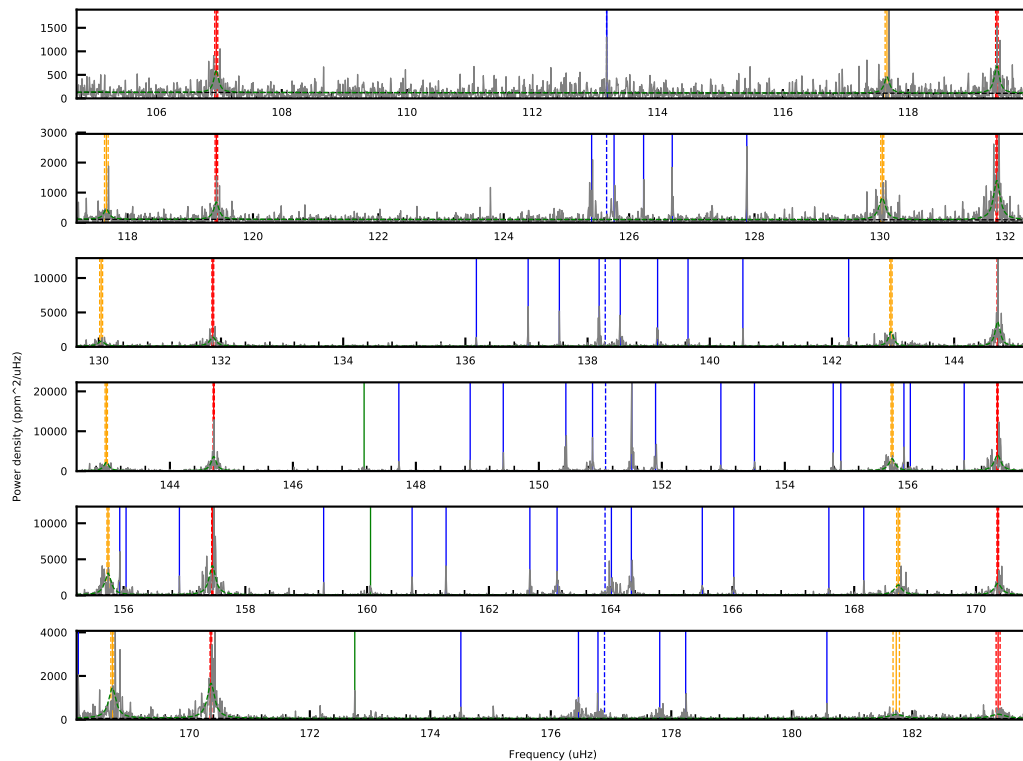 1500
1000
500
0
106 108 110 112 114 116 118
3000
2000
1000
0
118 120 122 124 126 128 130 132
10000
5000
0
130 132 134 136 138 140 142 144
Power density (ppm^2/uHz)
20000
10000
0
144 146 148 150 152 154 156
10000
5000
0
156 158 160 162 164 166 168 170
4000
2000
0
170 172 174 176 178 180 182
Frequency (uHz)